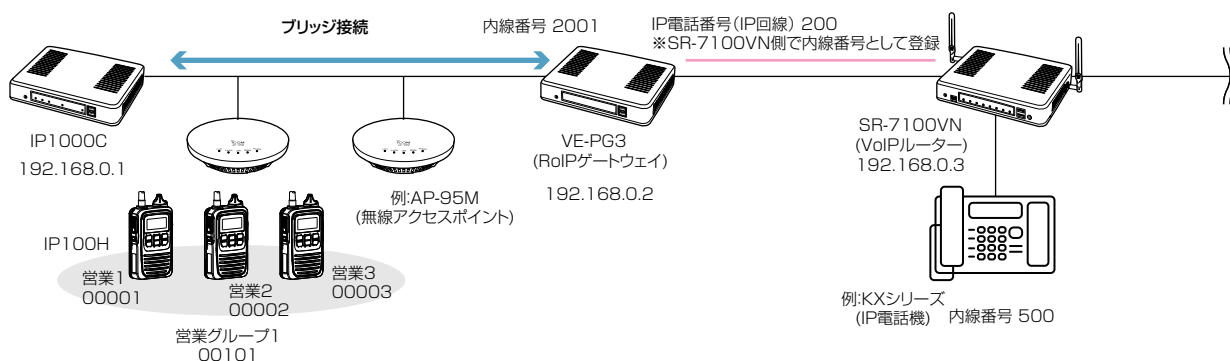 ブリッジ接続
内線番号 2001
IP電話番号(IP回線) 200
※SR-7100VN側で内線番号として登録
IP1000C
192.168.0.1
VE-PG3
(RoIPゲートウェイ)
192.168.0.2
SR-7100VN
(VoIPルーター)
192.168.0.3
例:AP-95M
(無線アクセスポイント)
IP100H
営業1
00001
営業2
00002
営業3
00003
営業グループ1
00101
例:KXシリーズ
(IP電話機)
内線番号 500